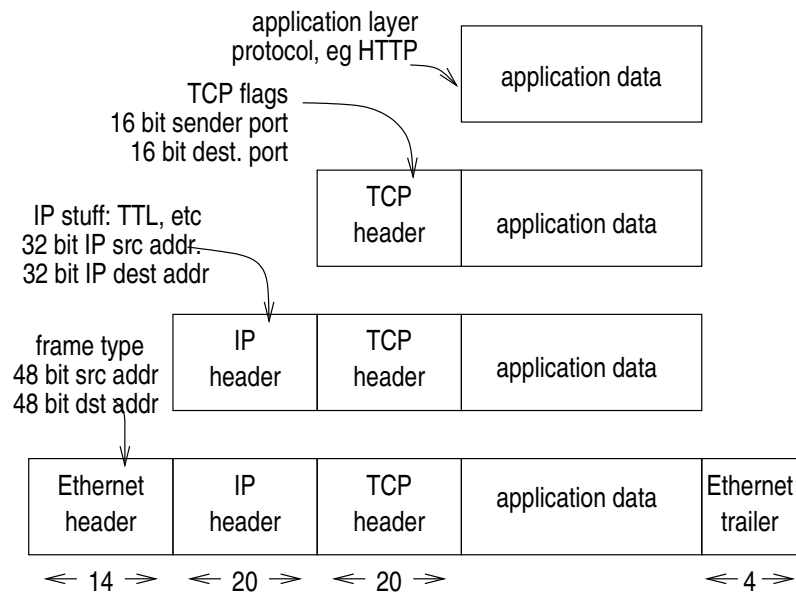 application layer
protocol, eg HTTP
application data
TCP flags
16 bit sender port
16 bit dest. port
TCP
header
application data
IP stuff: TTL, etc
32 bit IP src addr.
32 bit IP dest addr
IP
header
TCP
header
application data
frame type
48 bit src addr
48 bit dst addr
Ethernet
header
IP
header
TCP
header
application data
Ethernet
trailer
14
20
20
4